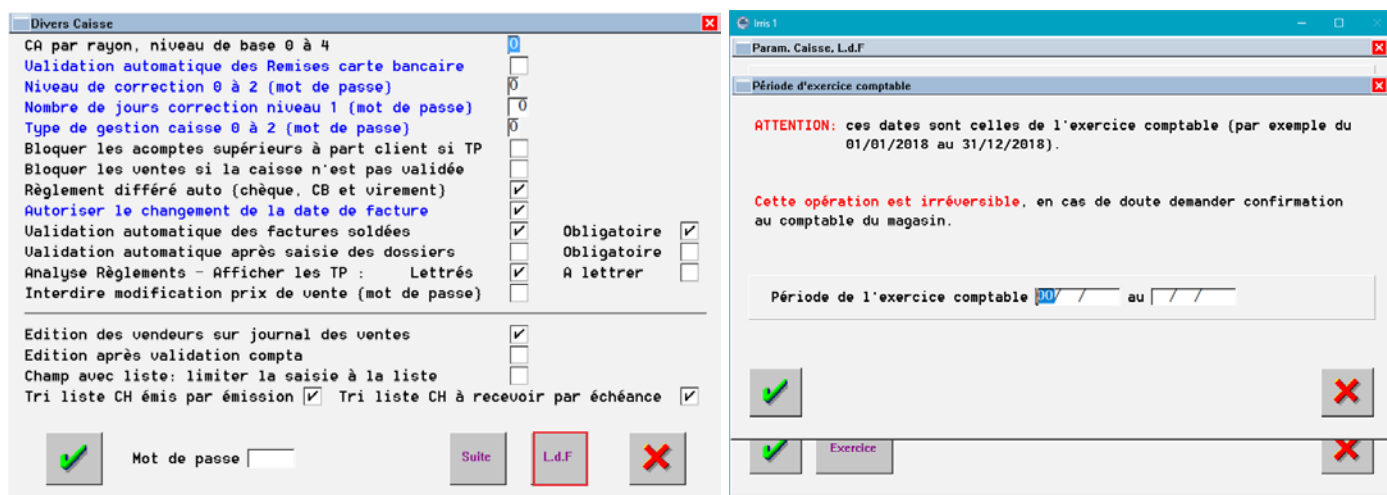 Divers Caisse
CA par rayon, niveau de base 0 à 4 0
Validation automatique des Remises carte bancaire
Niveau de correction 0 à 2 (mot de passe) 0
Nombre de jours correction niveau 1 (mot de passe) 0
Type de gestion caisse 0 à 2 (mot de passe) 0
Bloquer les acomptes supérieurs à part client si TP
Bloquer les ventes si la caisse n'est pas validée
Règlement différé auto (chèque, CB et virement)
Autoriser le changement de la date de facture
Validation automatique des factures soldées Obligatoire
Validation automatique après saisie des dossiers Obligatoire
Analyse Règlements - Afficher les TP : Lettrés A lettrer
Interdire modification prix de vente (mot de passe)
Edition des vendeurs sur journal des ventes
Edition après validation compta
Champ avec liste: limiter la saisie à la liste
Tri liste CH émis par émission Tri liste CH à recevoir par échéance
Mot de passe Suite L.d.F
Irris 1
Param. Caisse, L.d.F
Période d'exercice comptable
ATTENTION: ces dates sont celles de l'exercice comptable (par exemple du
01/01/2018 au 31/12/2018).
Cette opération est irréversible, en cas de doute demander confirmation
au comptable du magasin.
Période de l'exercice comptable 00/ / au / /
Exercice